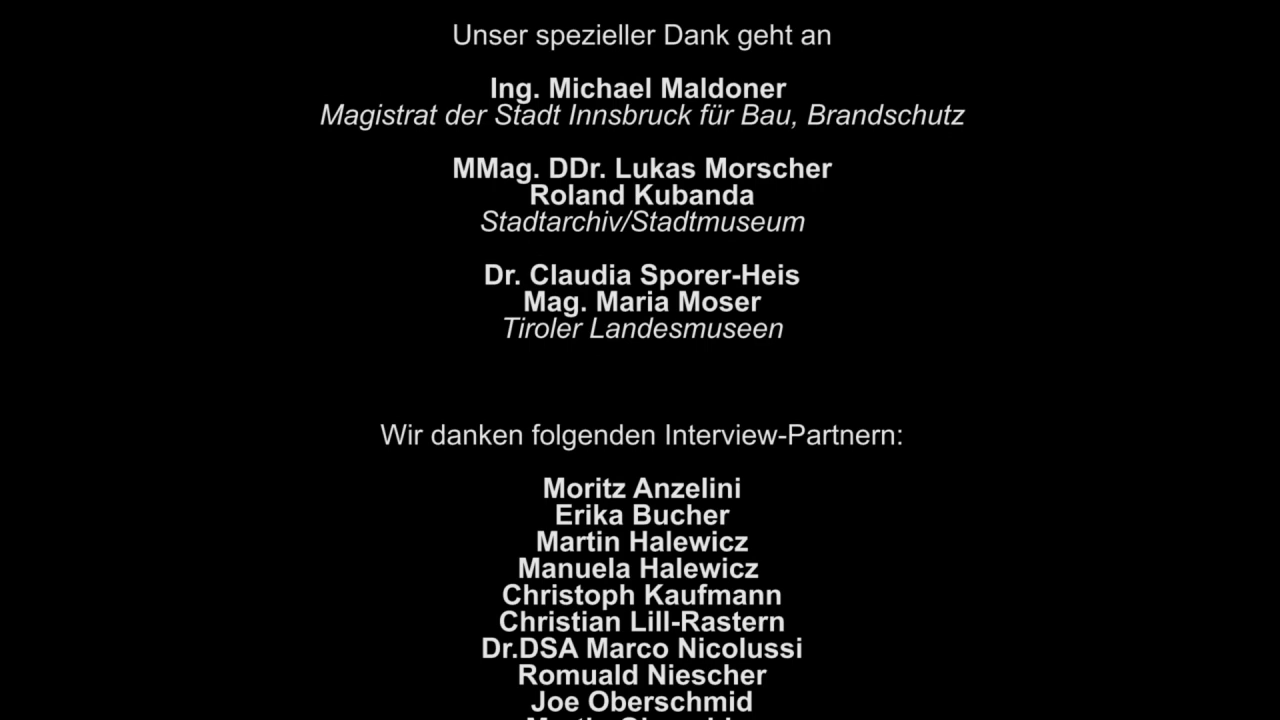 Unser spezieller Dank geht an
Ing. Michael Maldoner
Magistrat der Stadt Innsbruck für Bau, Brandschutz
MMag. DDr. Lukas Morscher
Roland Kubanda
Stadtarchiv/Stadtmuseum
Dr. Claudia Sporer-Heis
Mag. Maria Moser
Tiroler Landesmuseen
Wir danken folgenden Interview-Partnern:
Moritz Anzelini
Erika Bucher
Martin Halewicz
Manuela Halewicz
Christoph Kaufmann
Christian Lill-Rastern
Dr.DSA Marco Nicolussi
Romuald Niescher
Joe Oberschmid